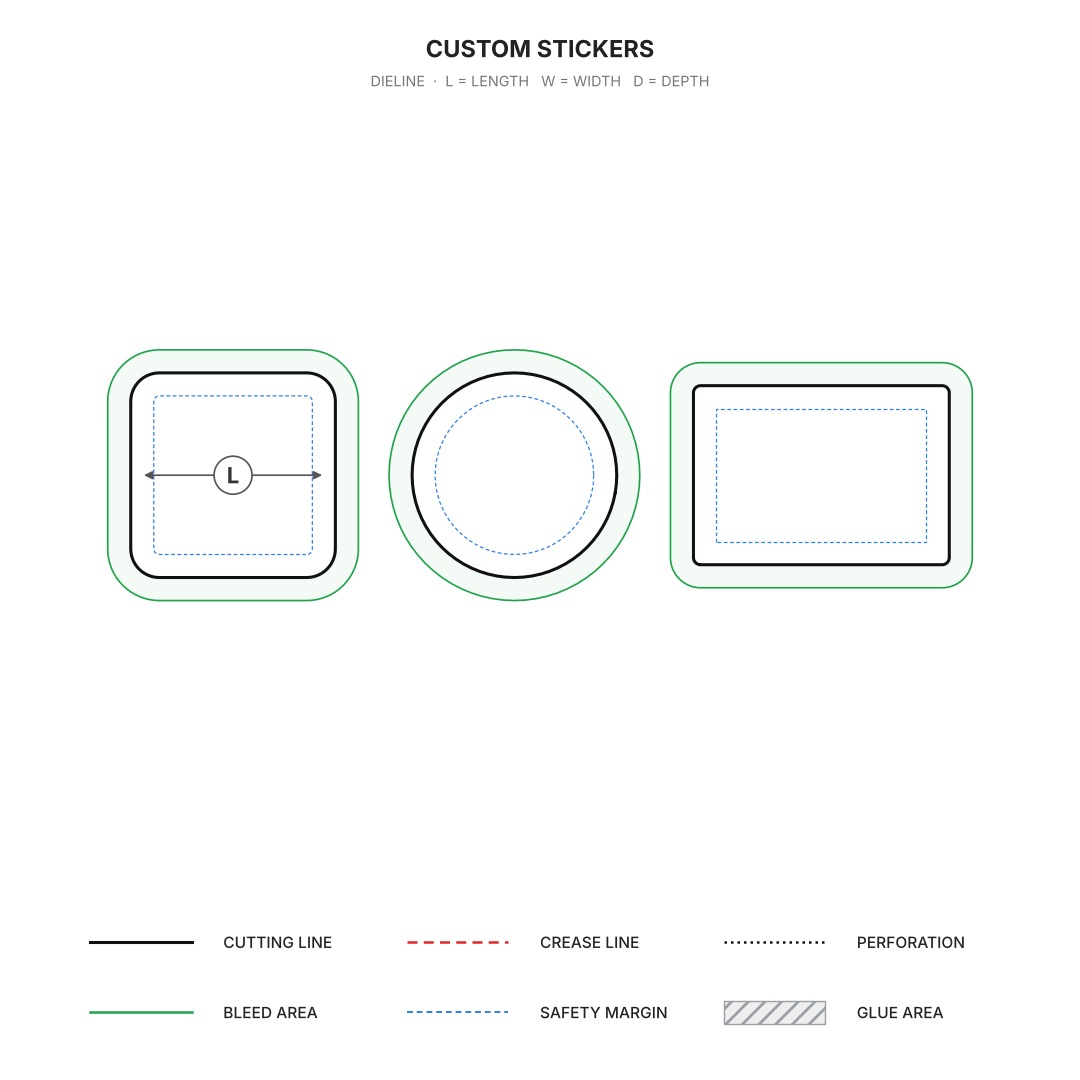 CUSTOM STICKERS
DIELINE · L = LENGTH W = WIDTH D = DEPTH
L
CUTTING LINE
CREASE LINE
PERFORATION
BLEED AREA
SAFETY MARGIN
GLUE AREA